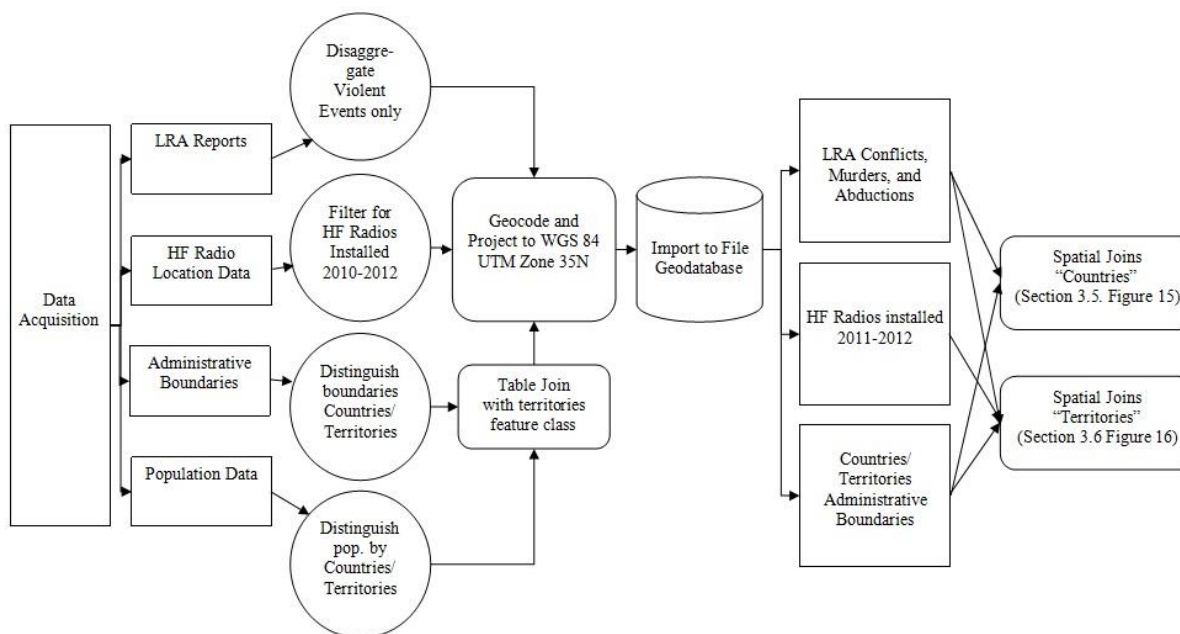 Data
Acquisition
LRA Reports
HF Radio
Location Data
Administrative
Boundaries
Population Data
Disaggre-
gate
Violent
Events only
Filter for
HF Radios
Installed
2010-2012
Distinguish
boundaries
Countries/
Territories
Distinguish
pop. by
Countries/
Territories
Geocode and
Project to WGS 84
UTM Zone 35N
Table Join
with territories
feature class
Import to File
Geodatabase
LRA Conflicts,
Murders, and
Abductions
HF Radios installed
2011-2012
Countries/
Territories
Administrative
Boundaries
Spatial Joins
“Countries”
(Section 3.5. Figure 15)
Spatial Joins
“Territories”
(Section 3.6 Figure 16)